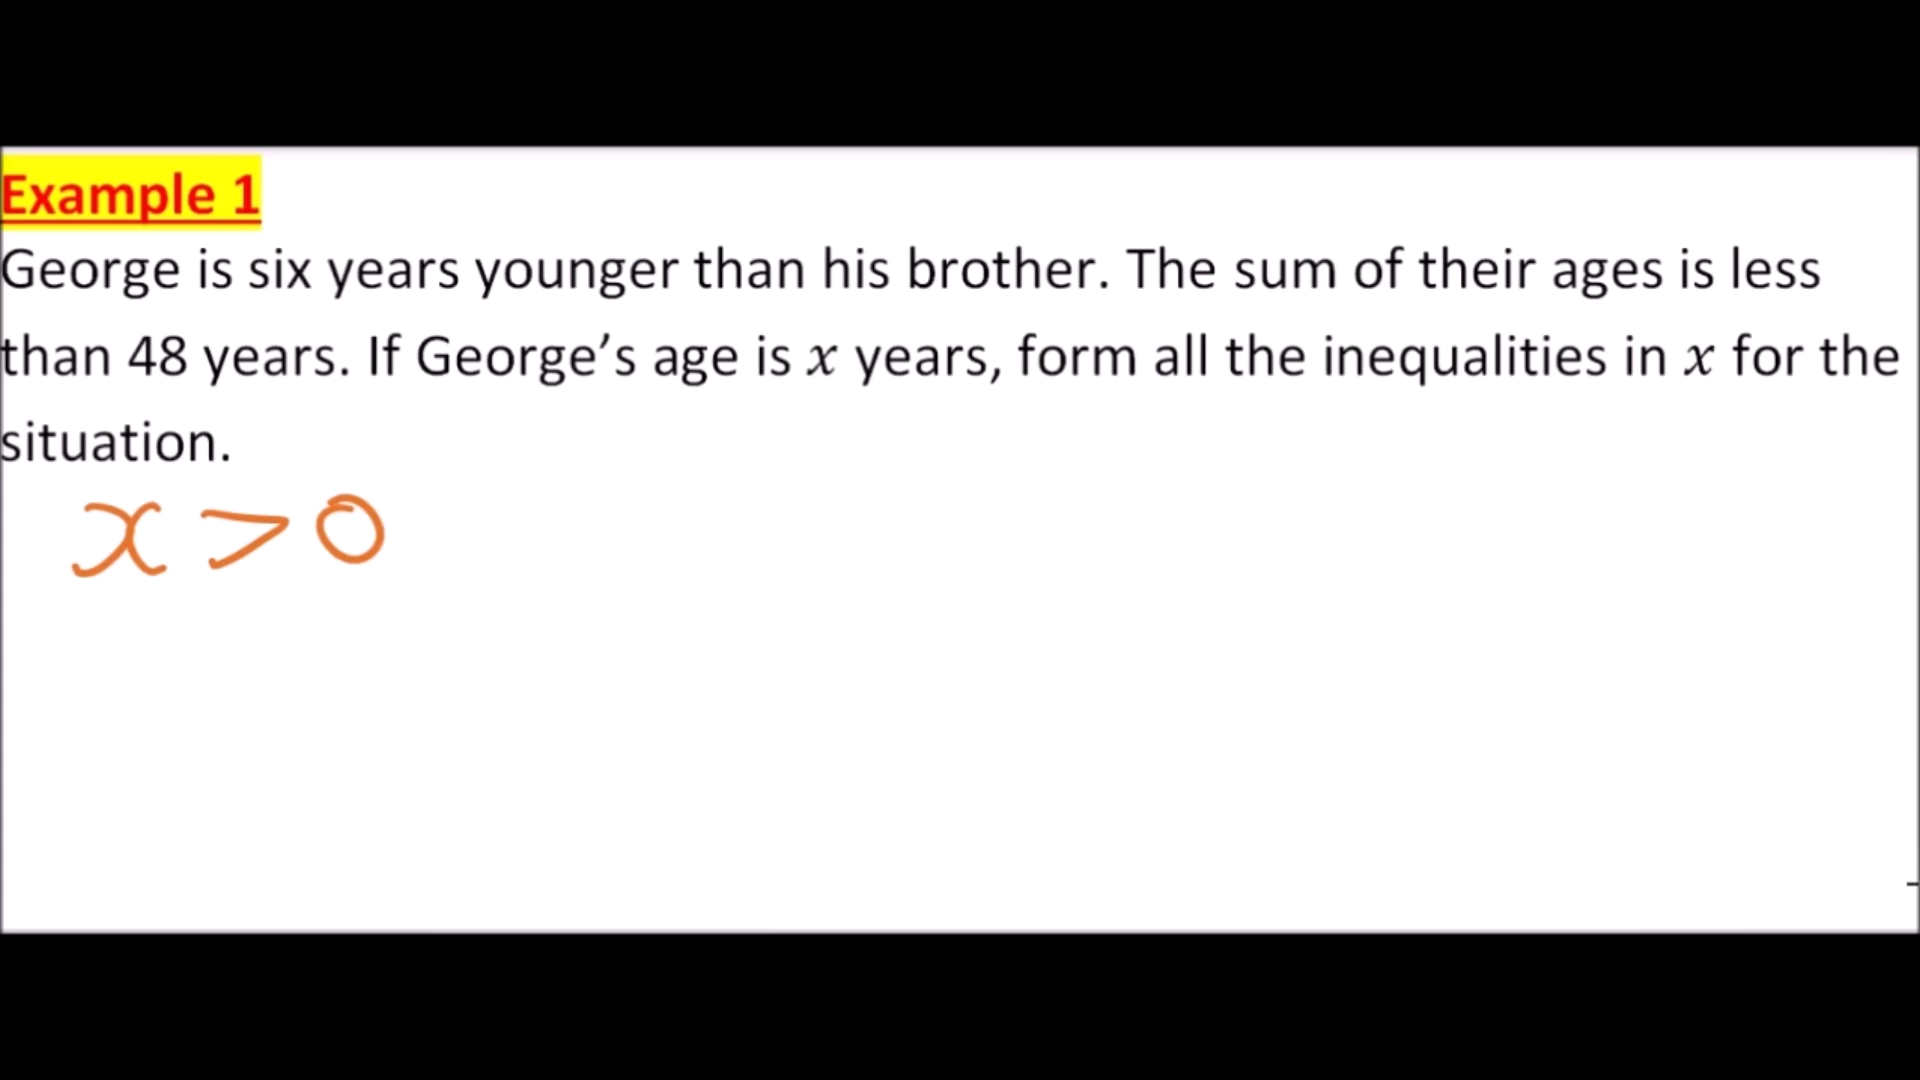 Example 1
George is six years younger than his brother. The sum of their ages is less
than 48 years. If George’s age is x years, form all the inequalities in x for the
situation.
x > 0